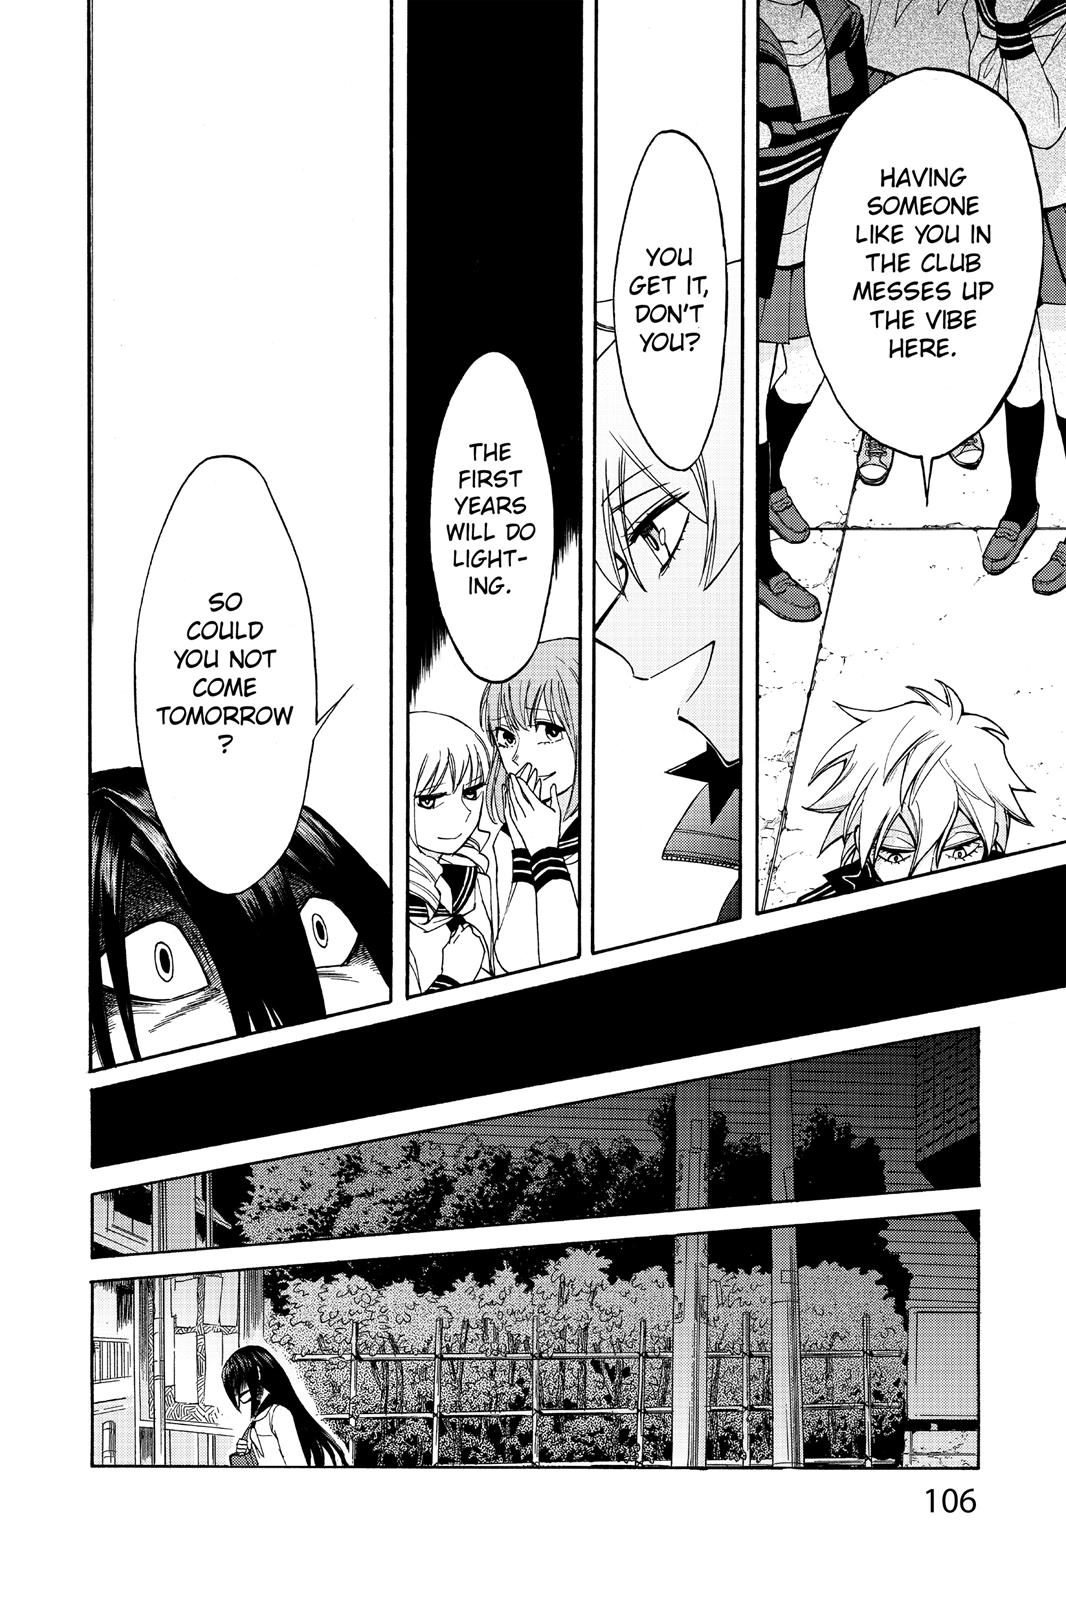 HAVING
SOMEONE
LIKE YOU IN
THE CLUB
MESSES UP
THE VIBE
HERE.
YOU
GET IT,
DON'T
YOU?
THE
FIRST
YEARS
WILL DO
LIGHT-
ING.
SO
COULD
YOU NOT
COME
TOMORROW
?
106